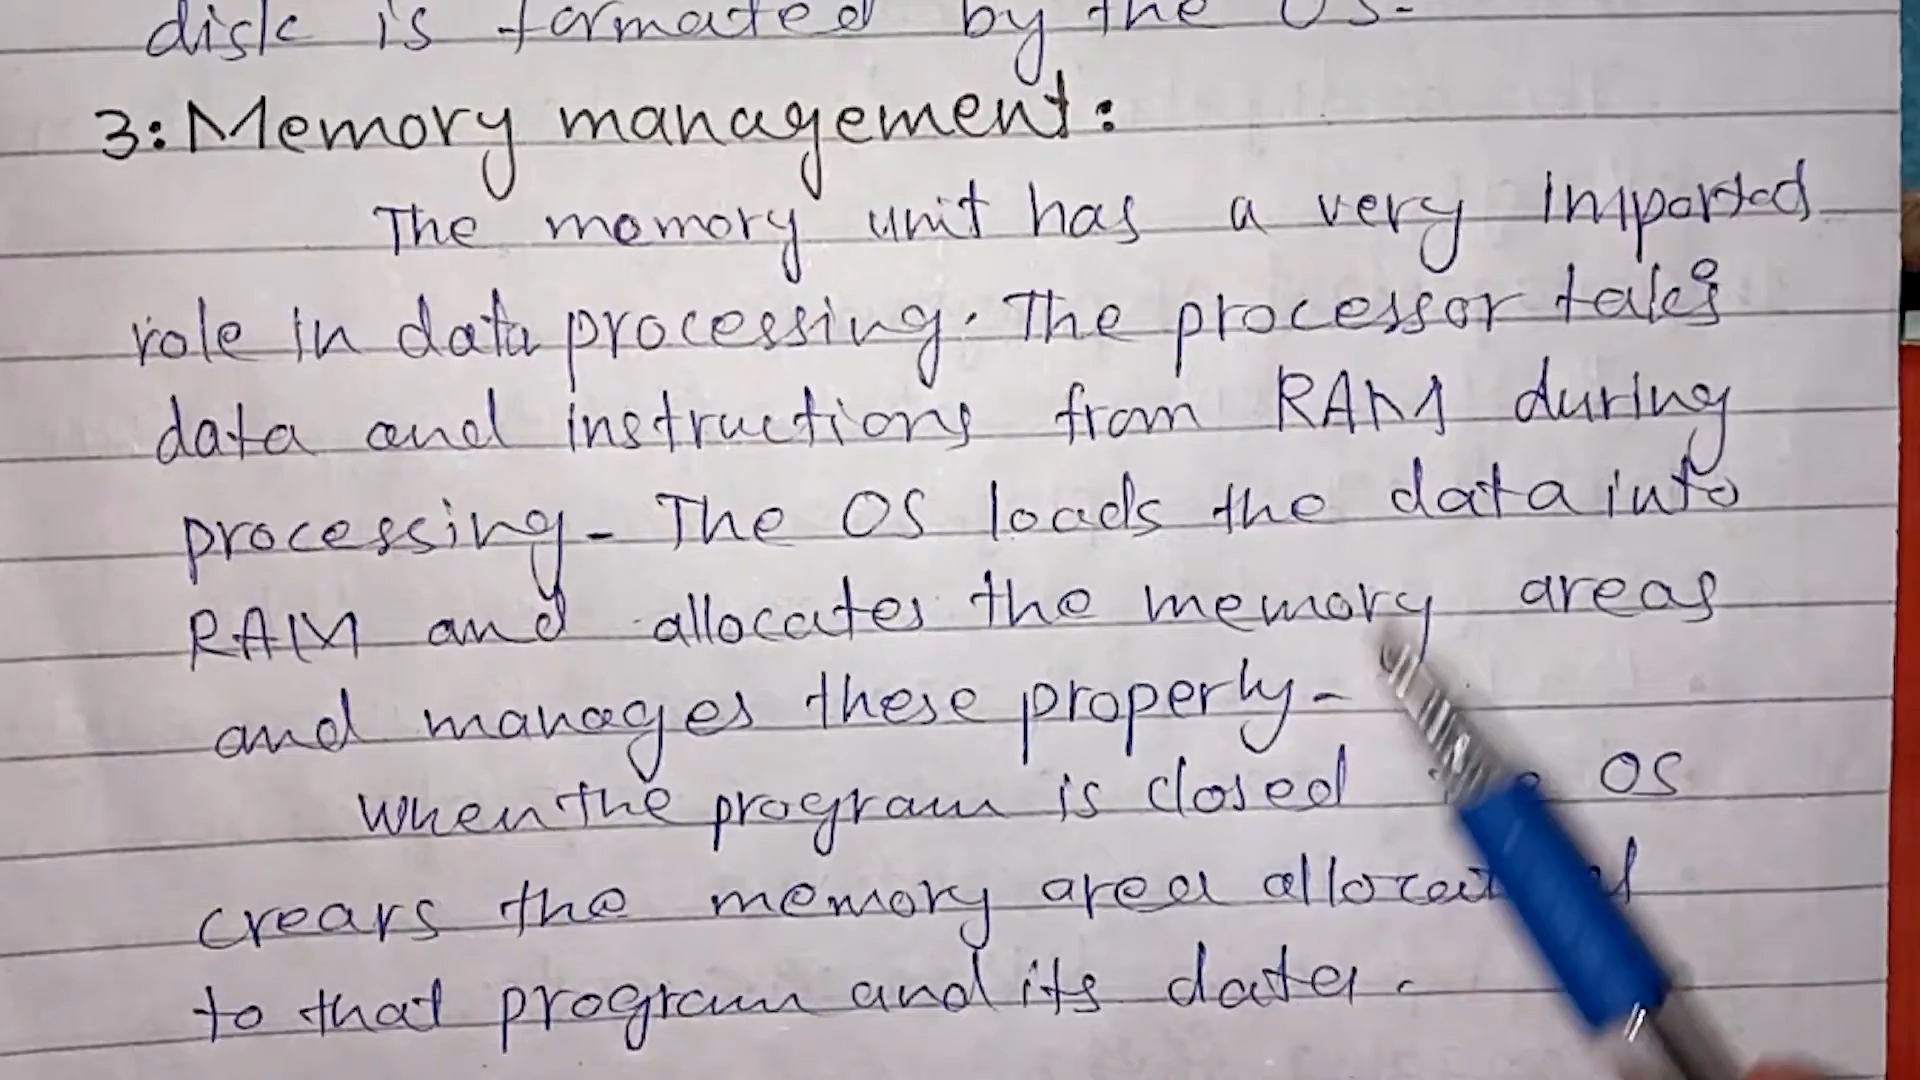 disk is formated by the OS.
3: Memory management:
The memory unit has a very imported
role in data processing. The processor takes
data and instructions from RAM during
processing- The OS loads the data into
RAM and allocates the memory areas
and manages these properly-
When the program is closed OS
crears the memory area allocated
to that program and its data.